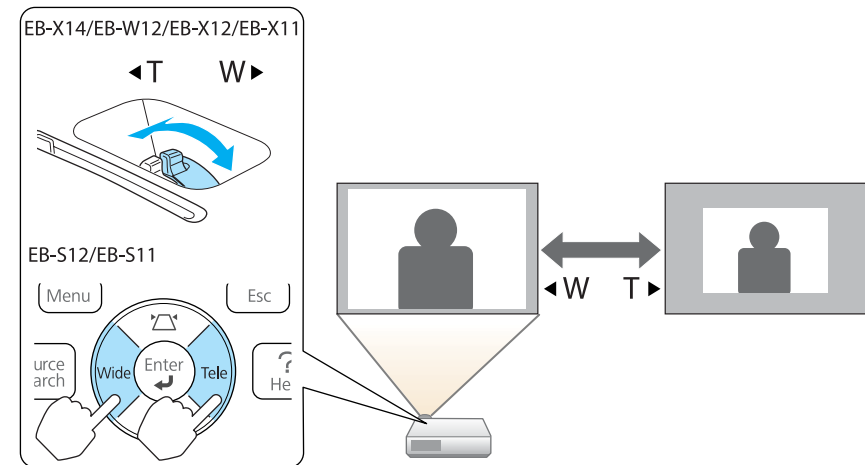 EB-X14/EB-W12/EB-X12/EB-X11
◄T W►
EB-S12/EB-S11
Menu
Esc
urce
arch
Wide
Enter
Tele
?
He
◄W T►